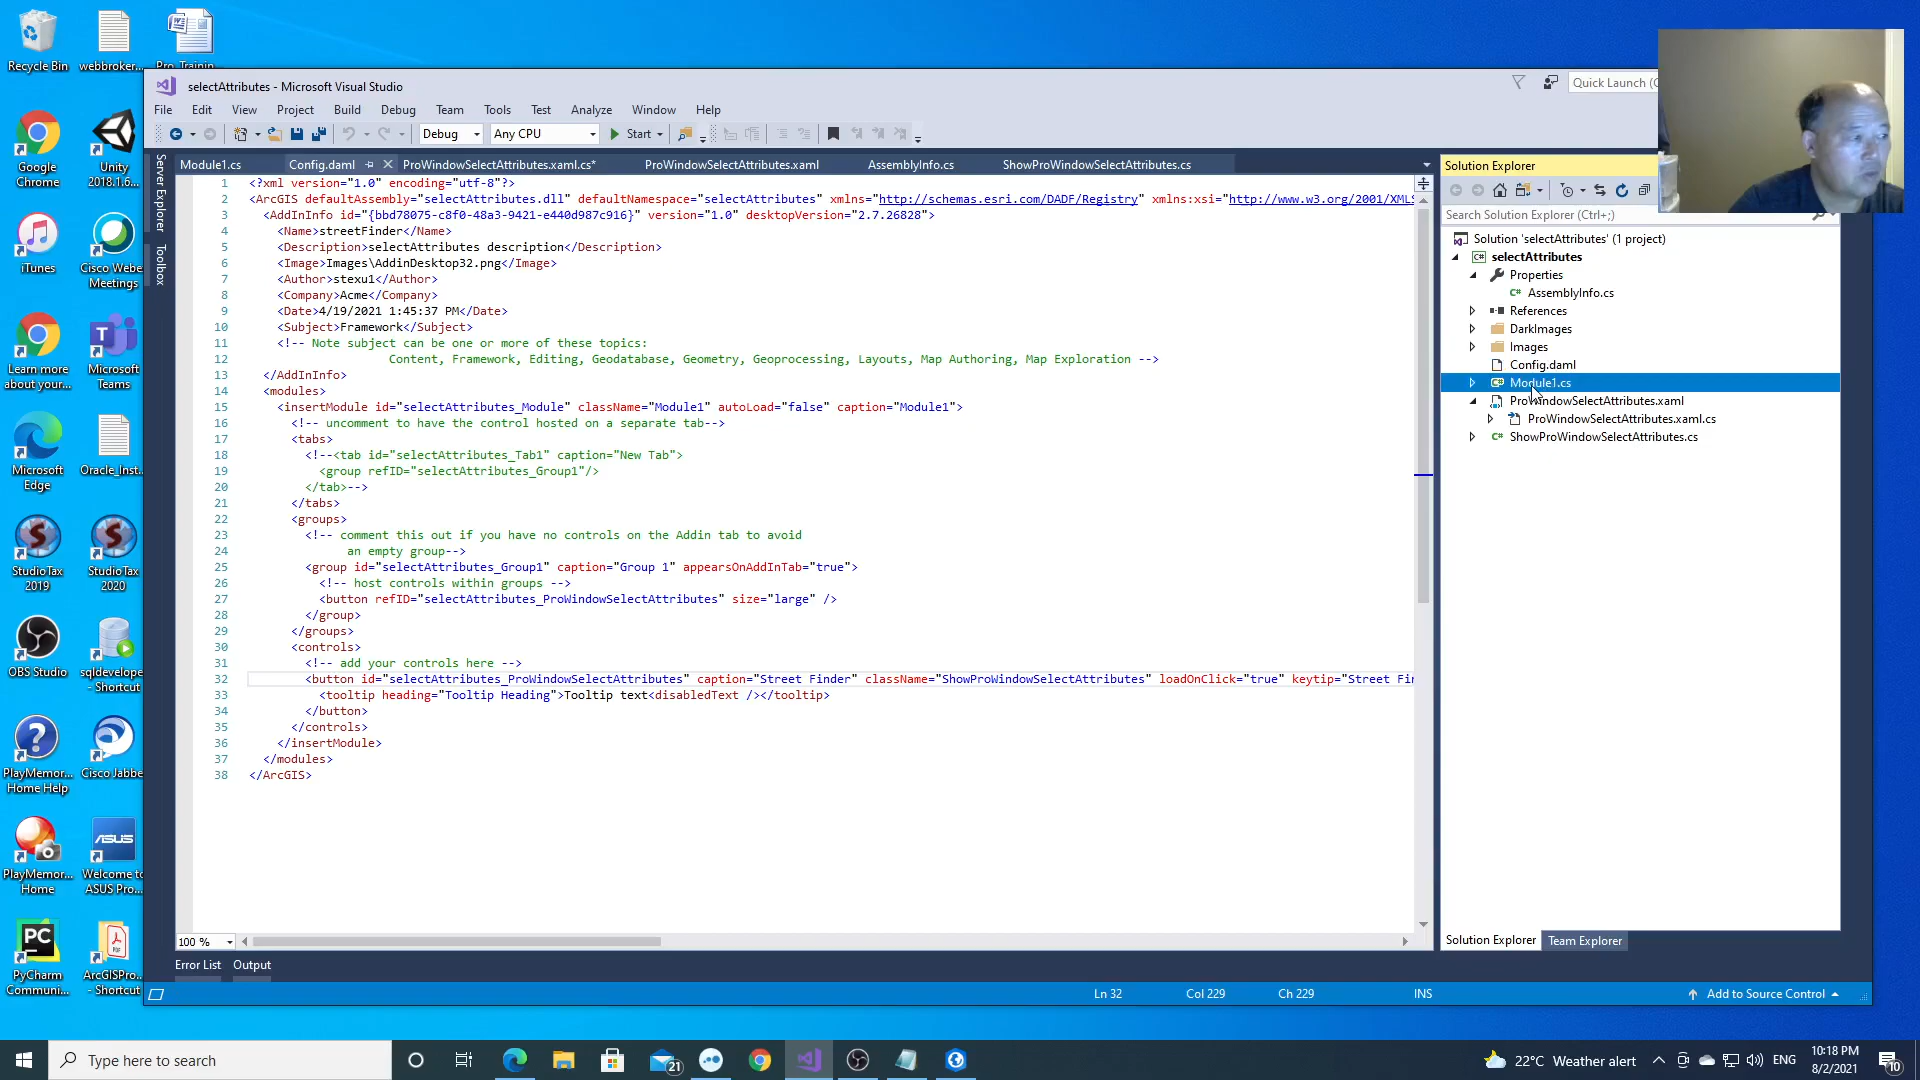 Recycle Bin
webbroker...
Pro_Trainin...
Google Chrome
Unity 2018.1.6...
iTunes
Cisco Webe... Meetings
Learn more about your...
Microsoft Teams
Microsoft Edge
Oracle_Inst...
StudioTax 2019
StudioTax 2020
OBS Studio
sqldevelope... - Shortcut
PlayMemor... Home Help
Cisco Jabbe
PlayMemor... Home
Welcome to ASUS Pro...
PyCharm Communi...
ArcGISPro... - Shortcut
selectAttributes - Microsoft Visual Studio
Quick Launch (C
File Edit View Project Build Debug Team Tools Test Analyze Window Help
Debug Any CPU Start
Server Explorer
Toolbox
Module1.cs Config.daml ProWindowSelectAttributes.xaml.cs* ProWindowSelectAttributes.xaml AssemblyInfo.cs ShowProWindowSelectAttributes.cs
1 <?xml version="1.0" encoding="utf-8"?>
2 <ArcGIS defaultAssembly="selectAttributes.dll" defaultNamespace="selectAttributes" xmlns="http://schemas.esri.com/DADF/Registry" xmlns:xsi="http://www.w3.org/2001/XMLS
3 <AddInInfo id="{bbd78075-c8f0-48a3-9421-e440d987c916}" version="1.0" desktopVersion="2.7.26828">
4 <Name>streetFinder</Name>
5 <Description>selectAttributes description</Description>
6 <Image>Images\AddinDesktop32.png</Image>
7 <Author>stexu1</Author>
8 <Company>Acme</Company>
9 <Date>4/19/2021 1:45:37 PM</Date>
10 <Subject>Framework</Subject>
11 <!-- Note subject can be one or more of these topics:
12 Content, Framework, Editing, Geodatabase, Geometry, Geoprocessing, Layouts, Map Authoring, Map Exploration -->
13 </AddInInfo>
14 <modules>
15 <insertModule id="selectAttributes_Module" className="Module1" autoLoad="false" caption="Module1">
16 <!-- uncomment to have the control hosted on a separate tab-->
17 <tabs>
18 <!--<tab id="selectAttributes_Tab1" caption="New Tab">
19 <group refID="selectAttributes_Group1"/>
20 </tab>-->
21 </tabs>
22 <groups>
23 <!-- comment this out if you have no controls on the Addin tab to avoid
24 an empty group-->
25 <group id="selectAttributes_Group1" caption="Group 1" appearsOnAddInTab="true">
26 <!-- host controls within groups -->
27 <button refID="selectAttributes_ProWindowSelectAttributes" size="large" />
28 </group>
29 </groups>
30 <controls>
31 <!-- add your controls here -->
32 <button id="selectAttributes_ProWindowSelectAttributes" caption="Street Finder" className="ShowProWindowSelectAttributes" loadOnClick="true" keytip="Street Fin
33 <tooltip heading="Tooltip Heading">Tooltip text<disabledText /></tooltip>
34 </button>
35 </controls>
36 </insertModule>
37 </modules>
38 </ArcGIS>
100 %
Error List Output
Ln 32 Col 229 Ch 229 INS Add to Source Control
Solution Explorer
Search Solution Explorer (Ctrl+;)
Solution 'selectAttributes' (1 project)
selectAttributes
Properties
AssemblyInfo.cs
References
DarkImages
Images
Config.daml
Module1.cs
ProWindowSelectAttributes.xaml
ProWindowSelectAttributes.xaml.cs
ShowProWindowSelectAttributes.cs
Solution Explorer Team Explorer
Type here to search
21
22°C Weather alert
ENG
10:18 PM
8/2/2021
10